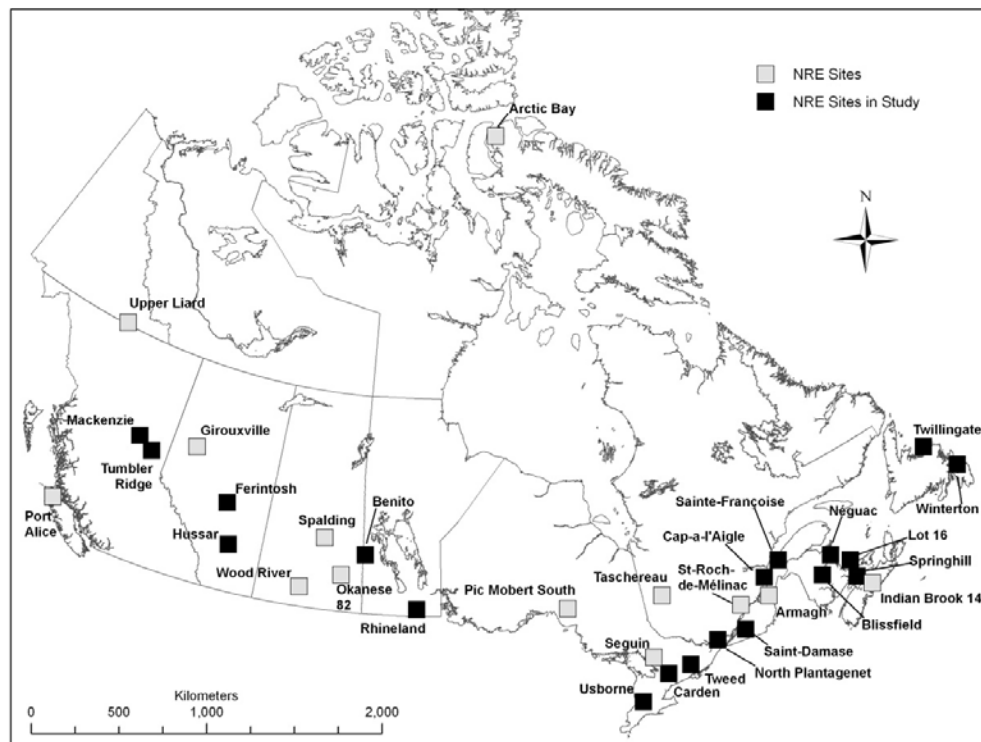 NRE Sites
NRE Sites in Study
Arctic Bay
N
Upper Liard
Mackenzie
Girouxville
Tumbler
Ridge
Twillingate
Ferintosh
Sainte-Françoise
Néguac
Winterton
Port
Alice
Hussar
Spalding
Benito
Cap-a-l'Aigle
Lot 16
Springhill
St-Roch-
de-Mélinac
Taschereau
Wood River
Okanese
82
Pic Mobert South
Indian Brook 14
Armagh
Blissfield
Rhineland
Saint-Damase
Seguin
North Plantagenet
Tweed
Usborne
Carden
Kilometers
0 500 1,000 2,000